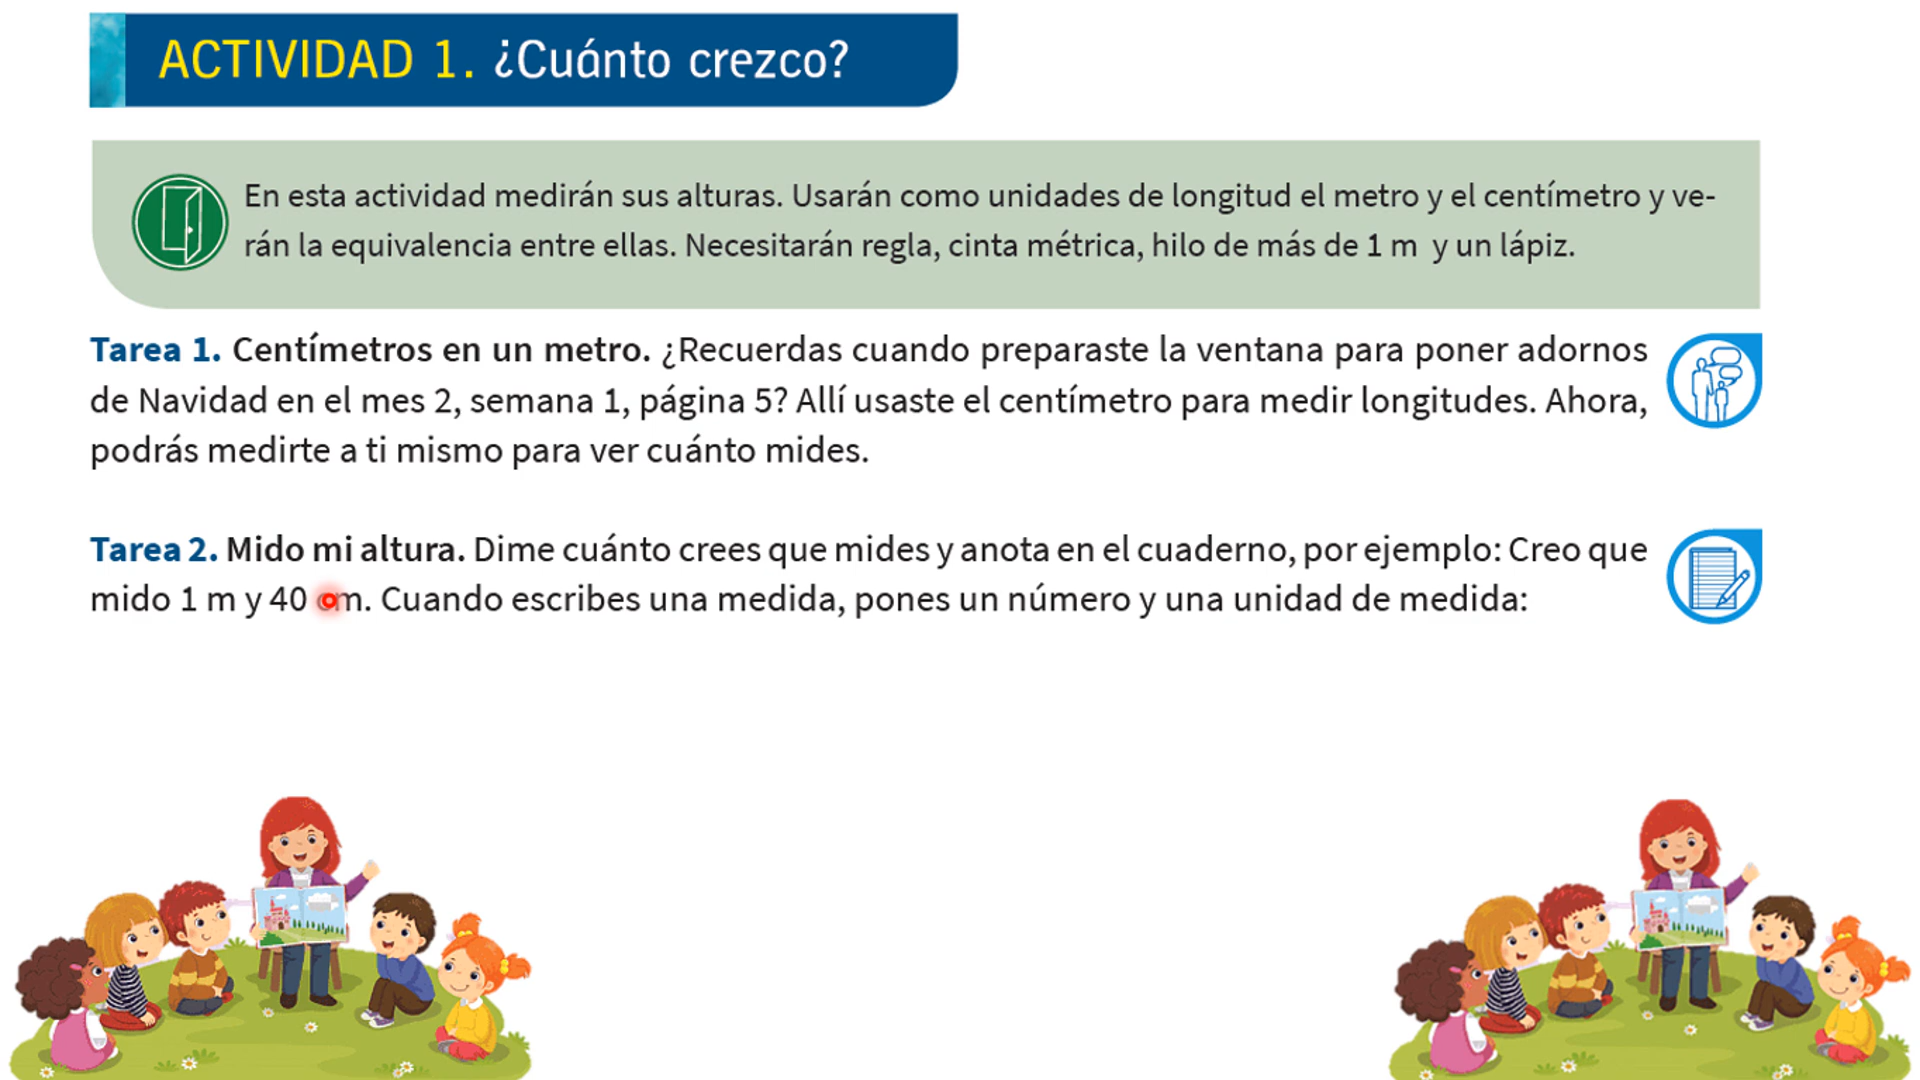 ACTIVIDAD 1. ¿Cuánto crezco?
En esta actividad medirán sus alturas. Usarán como unidades de longitud el metro y el centímetro y ve-
rán la equivalencia entre ellas. Necesitarán regla, cinta métrica, hilo de más de 1 m y un lápiz.
Tarea 1. Centímetros en un metro. ¿Recuerdas cuando preparaste la ventana para poner adornos
de Navidad en el mes 2, semana 1, página 5? Allí usaste el centímetro para medir longitudes. Ahora,
podrás medirte a ti mismo para ver cuánto mides.
Tarea 2. Mido mi altura. Dime cuánto crees que mides y anota en el cuaderno, por ejemplo: Creo que
mido 1 m y 40 cm. Cuando escribes una medida, pones un número y una unidad de medida: